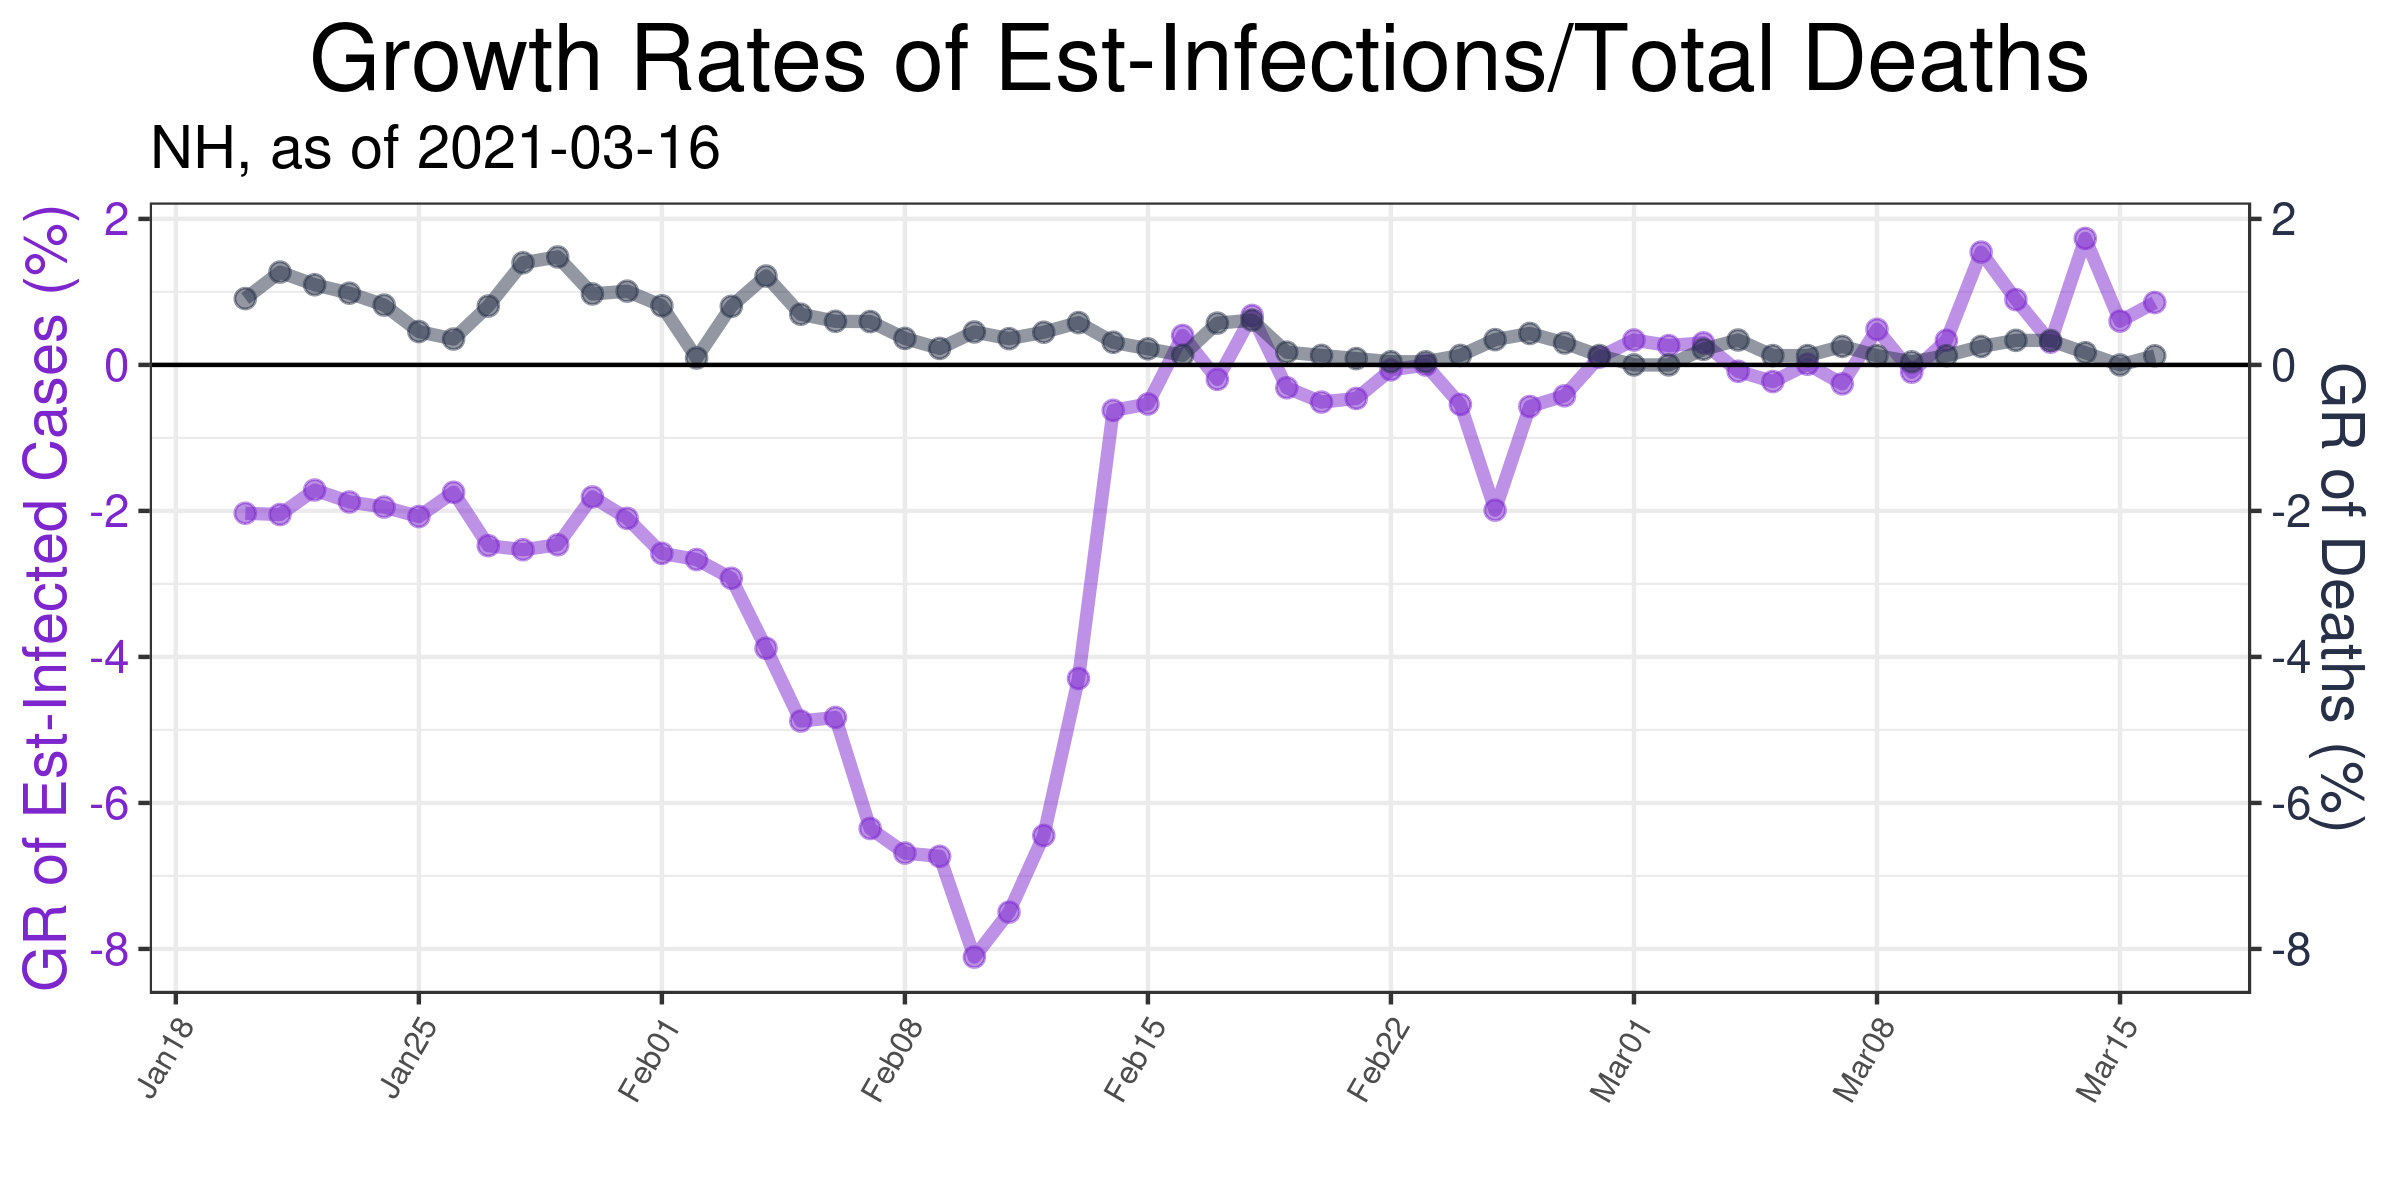 Growth Rates of Est-Infections/Total Deaths
NH, as of 2021-03-16
GR of Est-Infected Cases (%)
2
0
-2
-4
-6
-8
2
0
-2
-4
-6
-8
GR of Deaths (%)
Jan18
Jan25
Feb01
Feb08
Feb15
Feb22
Mar01
Mar08
Mar15